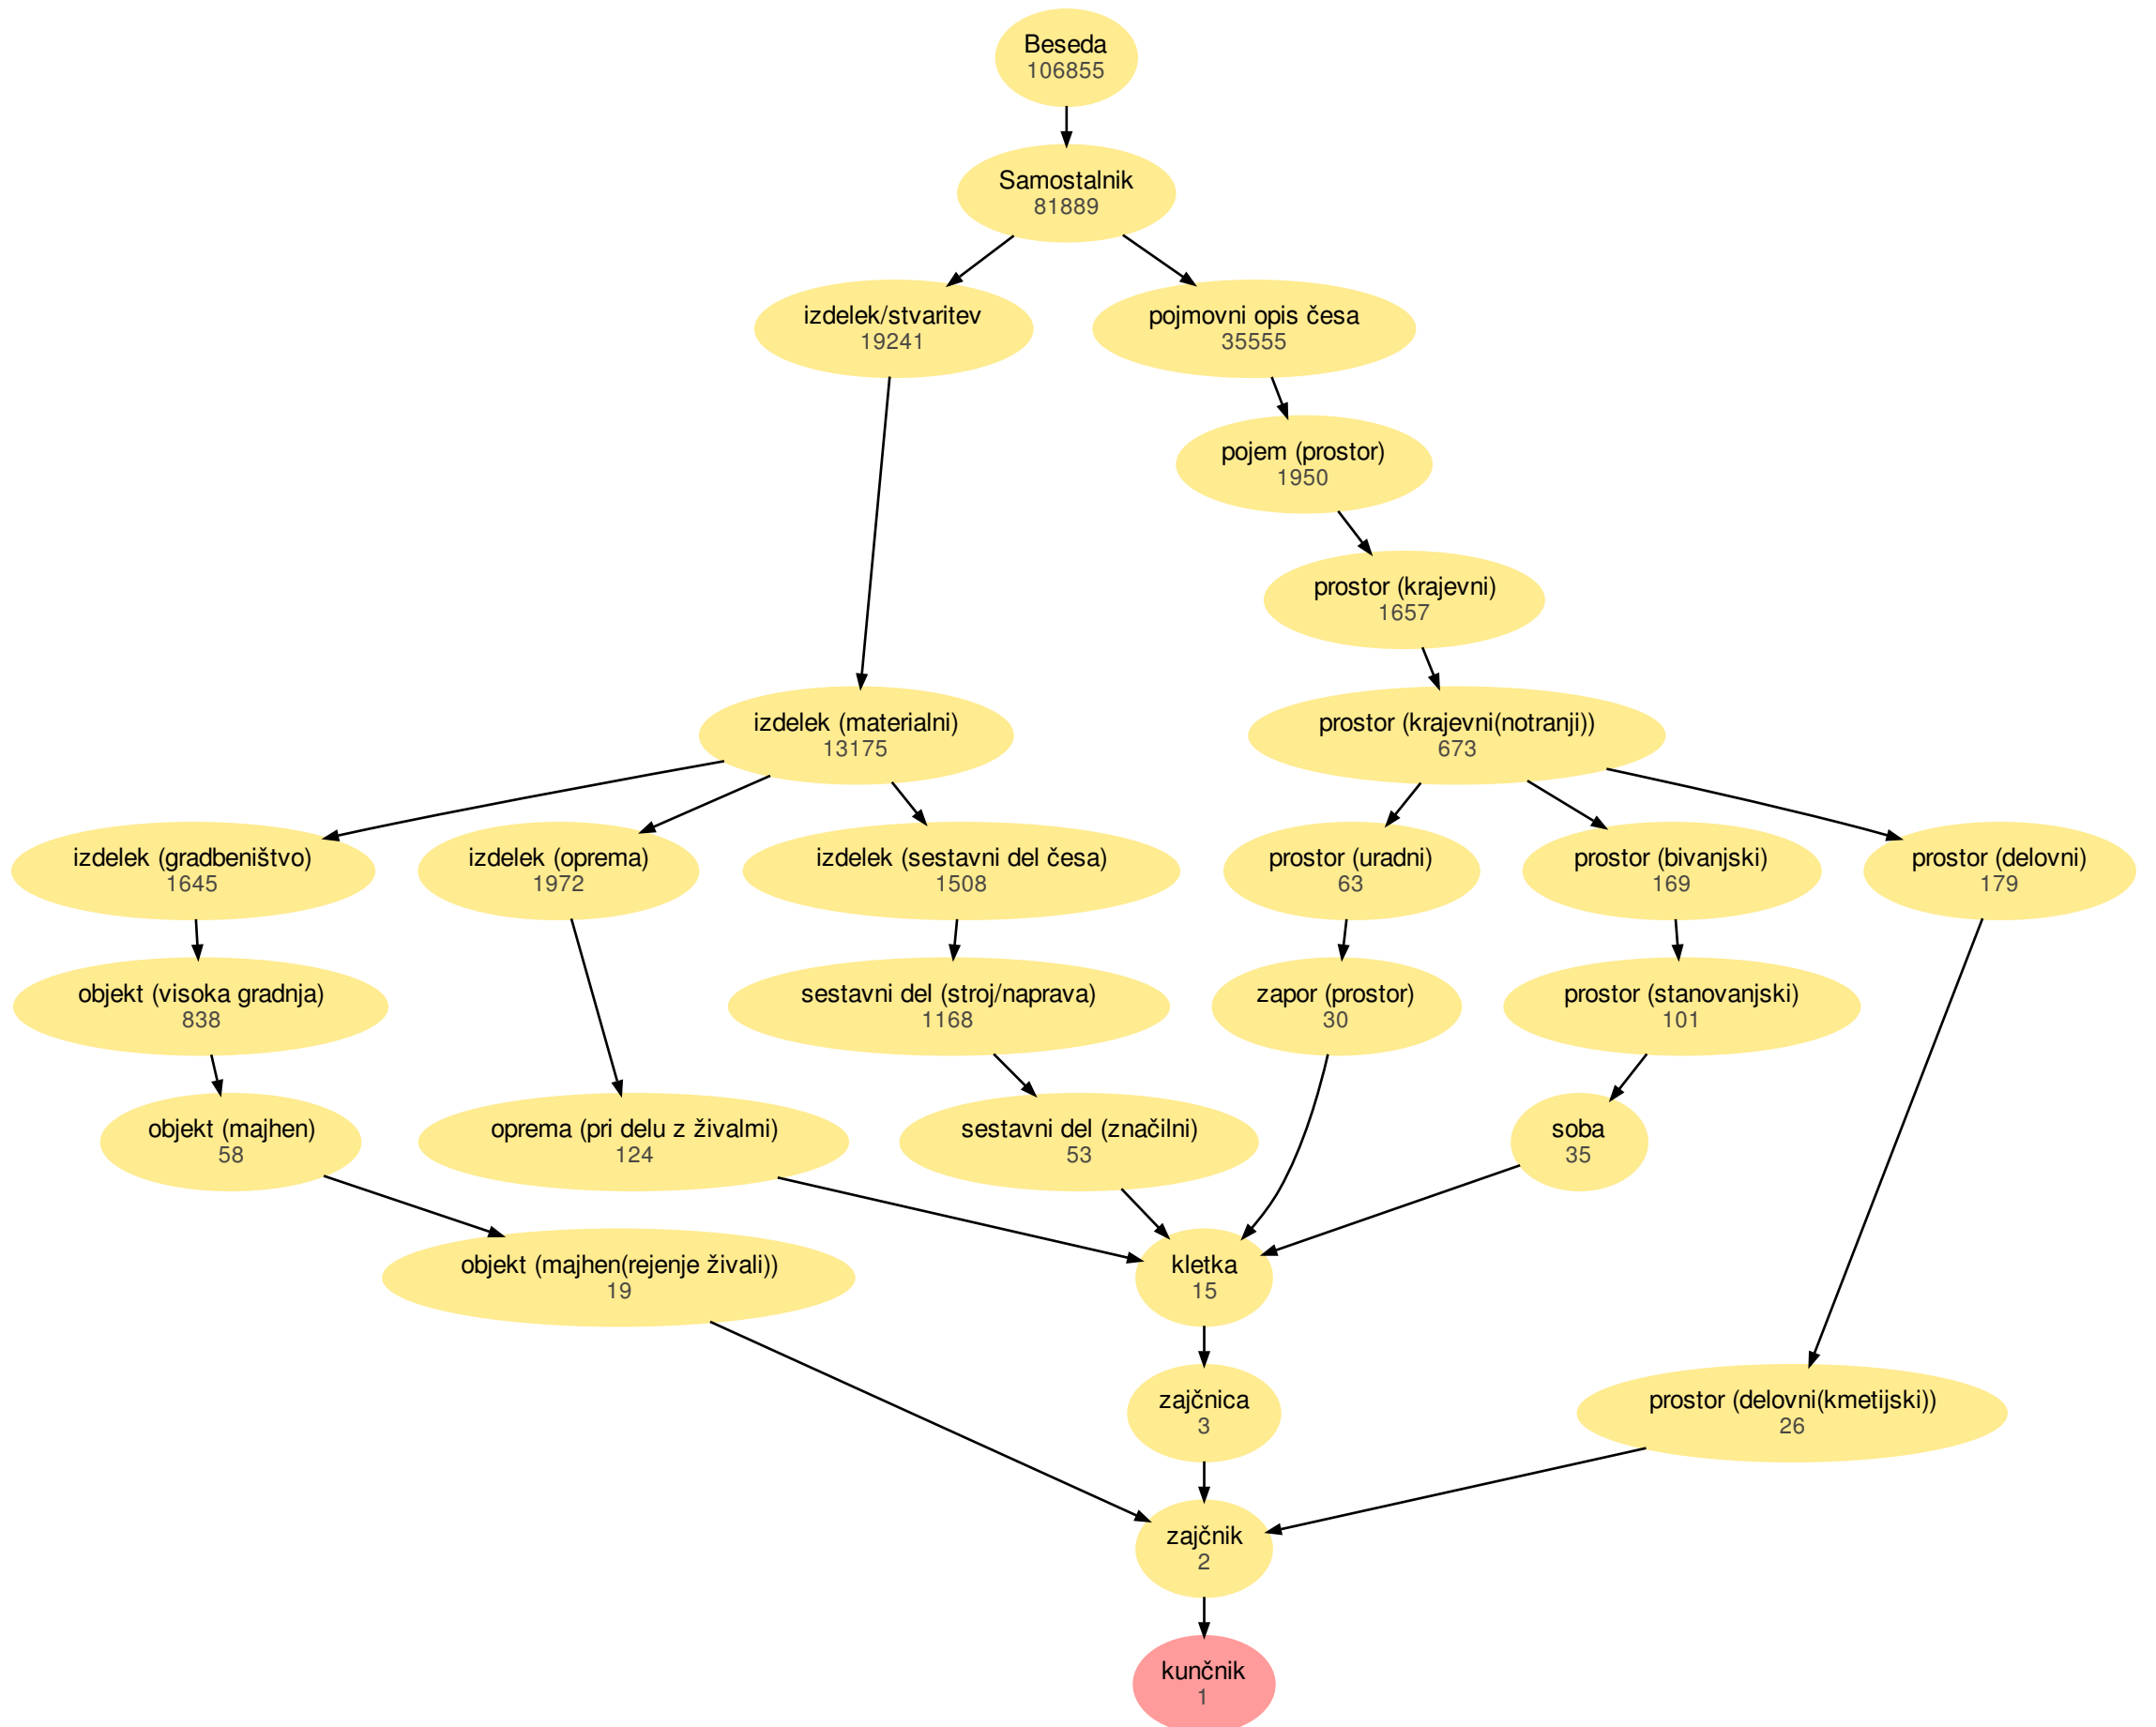 Beseda
106855
Samostalnik
81889
izdelek/stvaritev
19241
pojmovni opis česa
35555
pojem (prostor)
1950
prostor (krajevni)
1657
izdelek (materialni)
13175
prostor (krajevni(notranji))
673
izdelek (gradbeništvo)
1645
izdelek (oprema)
1972
izdelek (sestavni del česa)
1508
prostor (uradni)
63
prostor (bivanjski)
169
prostor (delovni)
179
objekt (visoka gradnja)
838
sestavni del (stroj/naprava)
1168
zapor (prostor)
30
prostor (stanovanjski)
101
objekt (majhen)
58
oprema (pri delu z živalmi)
124
sestavni del (značilni)
53
soba
35
objekt (majhen(rejenje živali))
19
kletka
15
zajčnica
3
prostor (delovni(kmetijski))
26
zajčnik
2
kunčnik
1